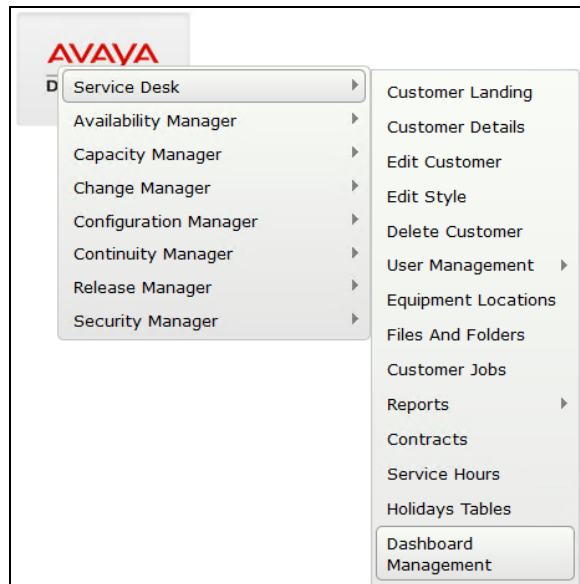 AVAYA
D
Service Desk
Availability Manager
Capacity Manager
Change Manager
Configuration Manager
Continuity Manager
Release Manager
Security Manager
Customer Landing
Customer Details
Edit Customer
Edit Style
Delete Customer
User Management
Equipment Locations
Files And Folders
Customer Jobs
Reports
Contracts
Service Hours
Holidays Tables
Dashboard
Management